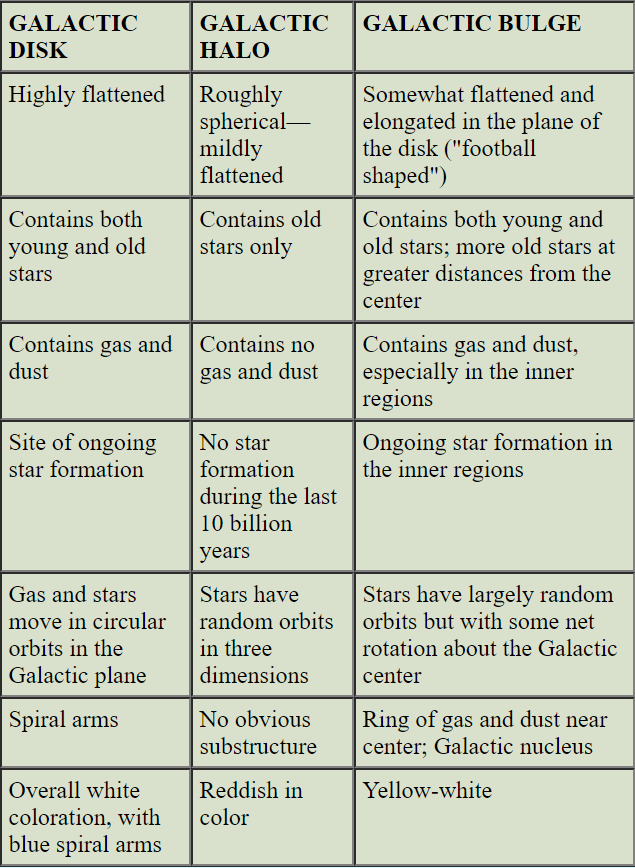 GALACTIC
DISK
GALACTIC
HALO
GALACTIC BULGE
Highly flattened
Roughly
spherical—
mildly
flattened
Somewhat flattened and
elongated in the plane of
the disk ("football
shaped")
Contains both
young and old
stars
Contains old
stars only
Contains both young and
old stars; more old stars at
greater distances from the
center
Contains gas and
dust
Contains no
gas and dust
Contains gas and dust,
especially in the inner
regions
Site of ongoing
star formation
No star
formation
during the last
10 billion
years
Ongoing star formation in
the inner regions
Gas and stars
move in circular
orbits in the
Galactic plane
Stars have
random orbits
in three
dimensions
Stars have largely random
orbits but with some net
rotation about the Galactic
center
Spiral arms
No obvious
substructure
Ring of gas and dust near
center; Galactic nucleus
Overall white
coloration, with
blue spiral arms
Reddish in
color
Yellow-white